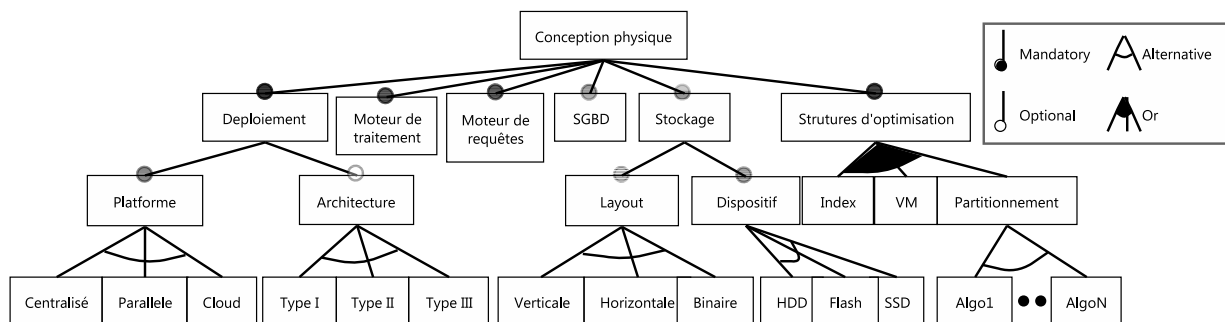 Conception physique
Mandatory
Alternative
Optional
Or
Deploiement
Moteur de
traitement
Moteur de
requêtes
SGBD
Stockage
Strutures d'optimisation
Platforme
Architecture
Layout
Dispositif
Index
VM
Partitionnement
Centralisé
Parallele
Cloud
Type I
Type II
Type III
Verticale
Horizontale
Binaire
HDD
Flash
SSD
Algo1
AlgoN